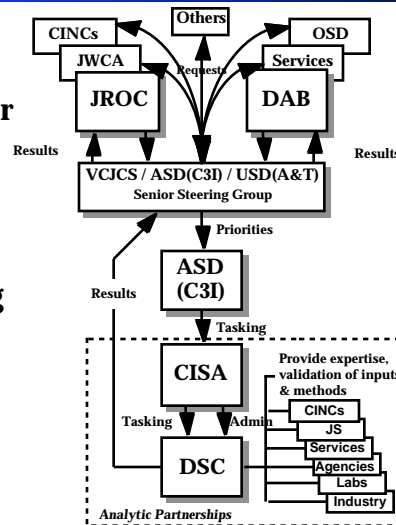 Others
CINCs
OSD
JWCA
Requests
Services
JROC
DAB
r
Results
Results
VCJCS / ASD(C3I) / USD(A&T)
Senior Steering Group
Priorities
ASD
(C3I)
Results
g
Tasking
Provide expertise,
validation of inputs
& methods
CISA
CINCs
Tasking
Admin
JS
Services
DSC
Agencies
Labs
Industry
Analytic Partnerships